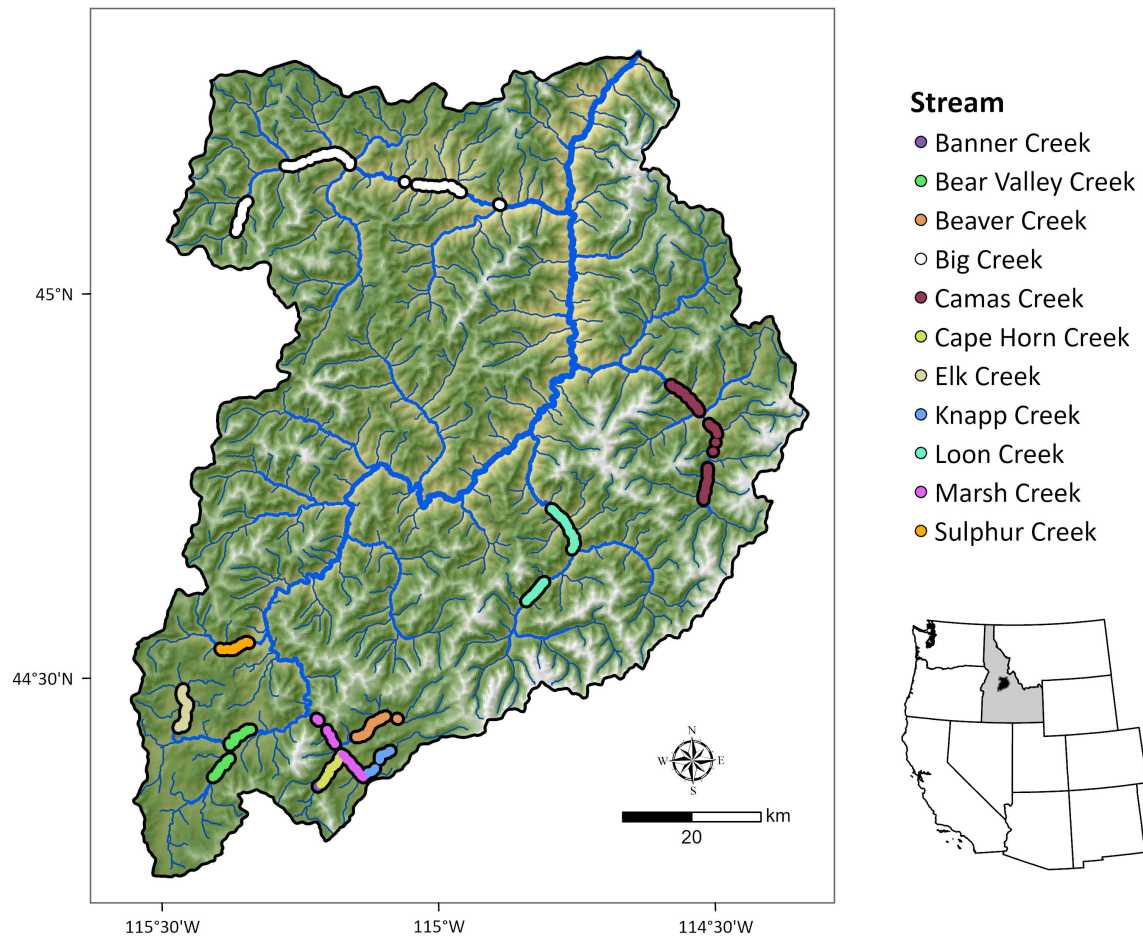 Stream
Banner Creek
Bear Valley Creek
Beaver Creek
Big Creek
Camas Creek
Cape Horn Creek
Elk Creek
Knapp Creek
Loon Creek
Marsh Creek
Sulphur Creek
45°N
44°30'N
N
W E
S
km
20
115°30'W 115°W 114°30'W